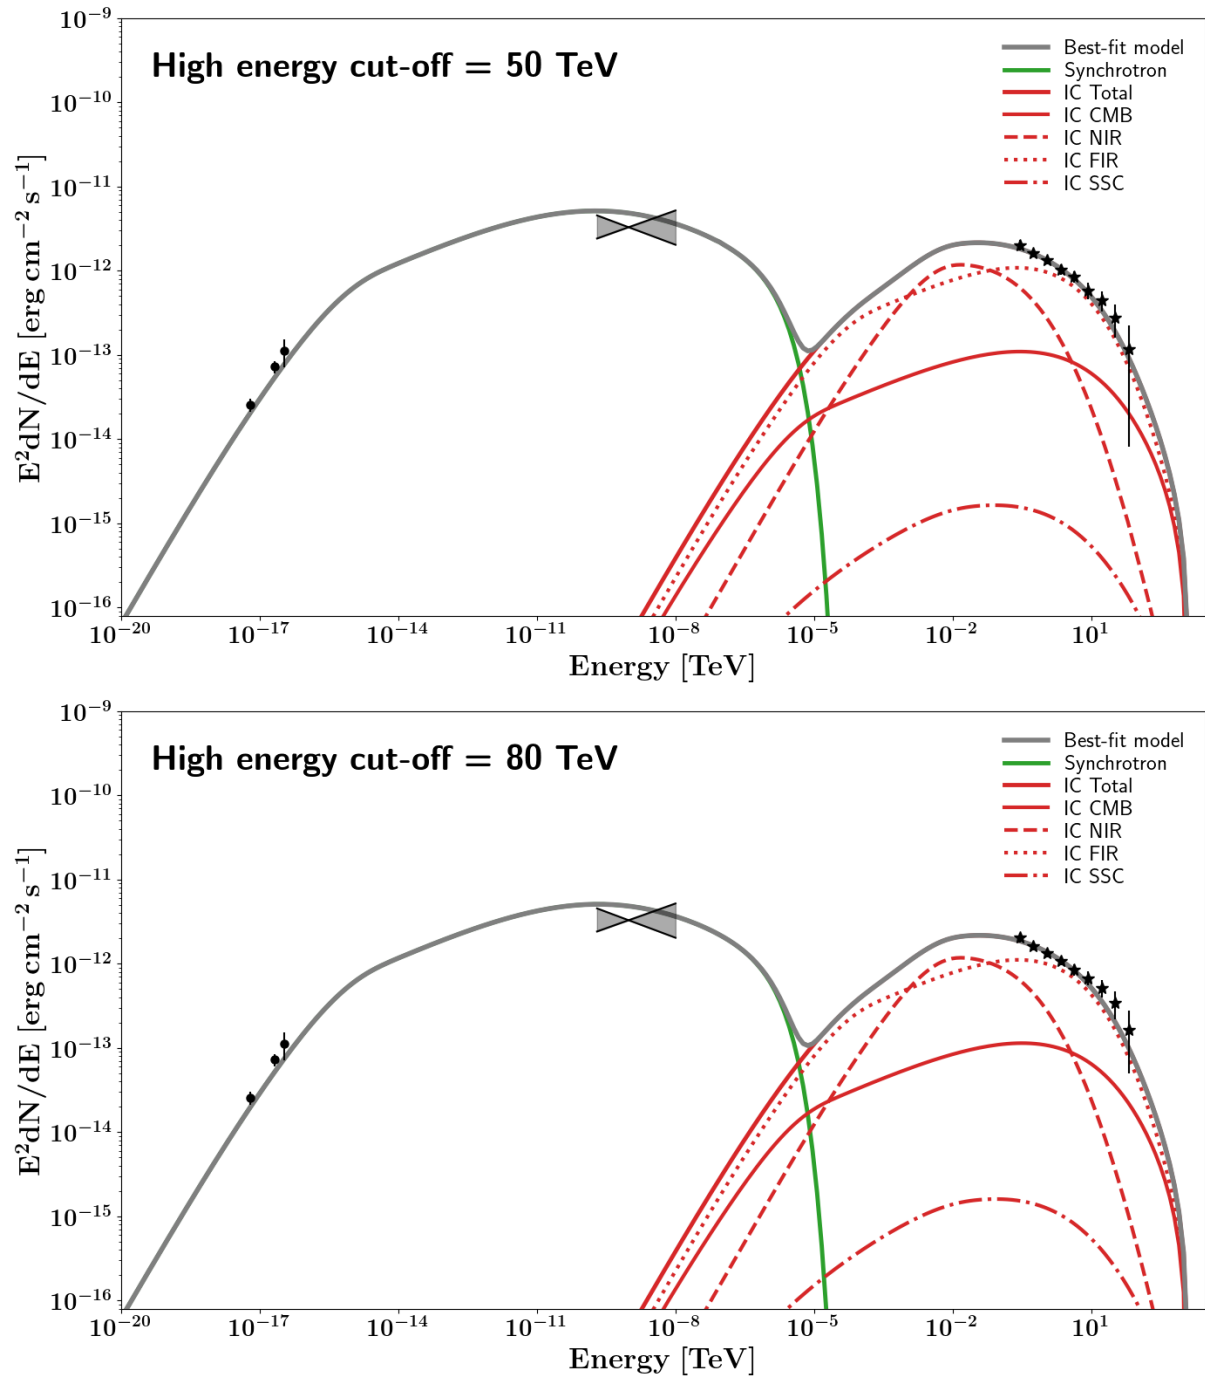 High energy cut-off = 50 TeV
Best-fit model
Synchrotron
IC Total
IC CMB
IC NIR
IC FIR
IC SSC
E²dN/dE [erg cm⁻² s⁻¹]
10⁻⁹
10⁻¹⁰
10⁻¹¹
10⁻¹²
10⁻¹³
10⁻¹⁴
10⁻¹⁵
10⁻¹⁶
10⁻²⁰ 10⁻¹⁷ 10⁻¹⁴ 10⁻¹¹ 10⁻⁸ 10⁻⁵ 10⁻² 10¹
Energy [TeV]
High energy cut-off = 80 TeV
Best-fit model
Synchrotron
IC Total
IC CMB
IC NIR
IC FIR
IC SSC
E²dN/dE [erg cm⁻² s⁻¹]
10⁻⁹
10⁻¹⁰
10⁻¹¹
10⁻¹²
10⁻¹³
10⁻¹⁴
10⁻¹⁵
10⁻¹⁶
10⁻²⁰ 10⁻¹⁷ 10⁻¹⁴ 10⁻¹¹ 10⁻⁸ 10⁻⁵ 10⁻² 10¹
Energy [TeV]